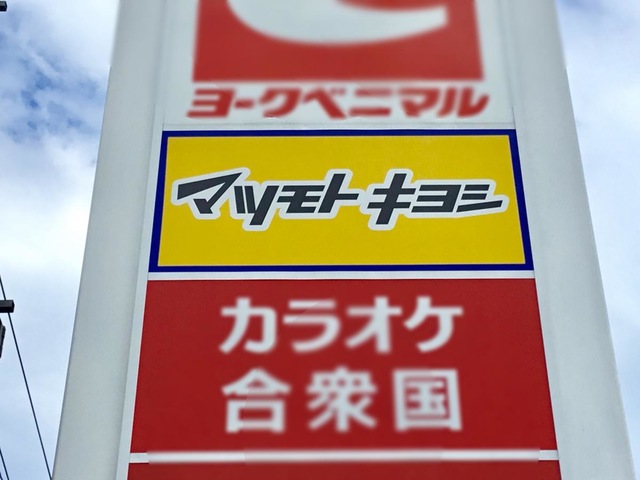 ヨークベニマル
マツモトキヨシ
カラオケ
合衆国